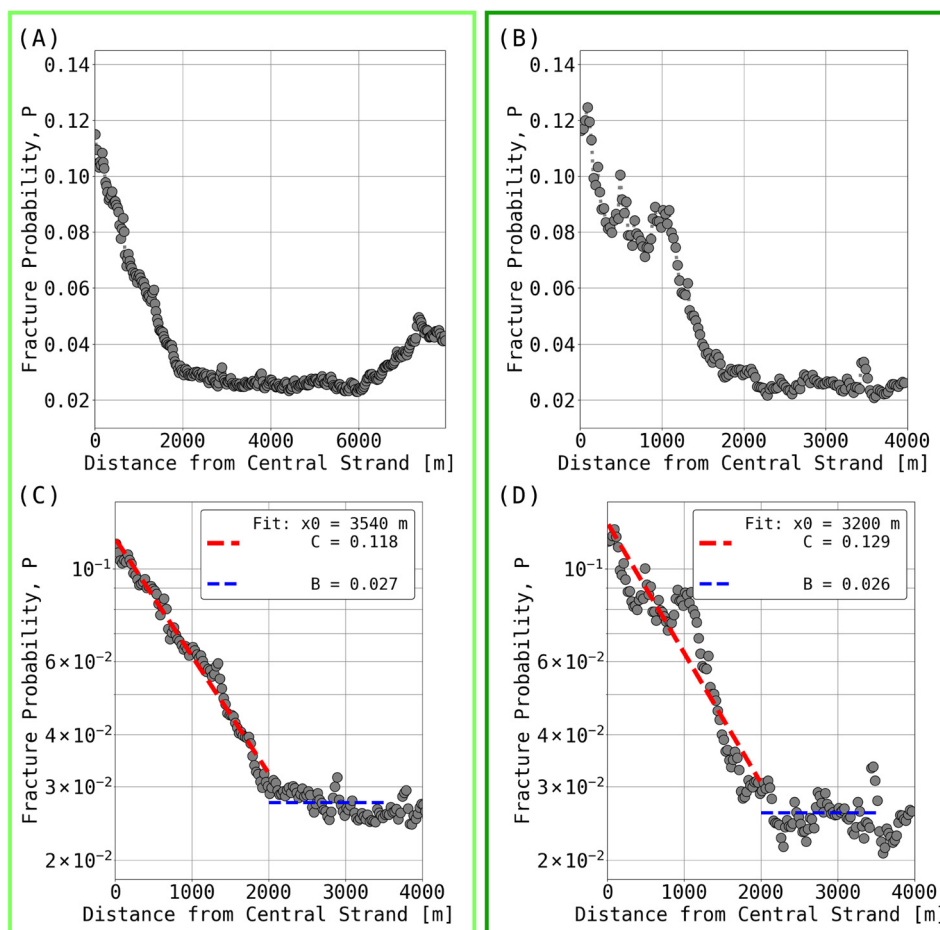 (A)
0.14
0.12
0.10
0.08
0.06
0.04
0.02
Fracture Probability, P
0 2000 4000 6000
Distance from Central Strand [m]
(B)
0.14
0.12
0.10
0.08
0.06
0.04
0.02
Fracture Probability, P
0 1000 2000 3000 4000
Distance from Central Strand [m]
(C)
Fit: x0 = 3540 m
C = 0.118
B = 0.027
10⁻¹
6×10⁻²
4×10⁻²
3×10⁻²
2×10⁻²
Fracture Probability, P
0 1000 2000 3000 4000
Distance from Central Strand [m]
(D)
Fit: x0 = 3200 m
C = 0.129
B = 0.026
10⁻¹
6×10⁻²
4×10⁻²
3×10⁻²
2×10⁻²
Fracture Probability, P
0 1000 2000 3000 4000
Distance from Central Strand [m]